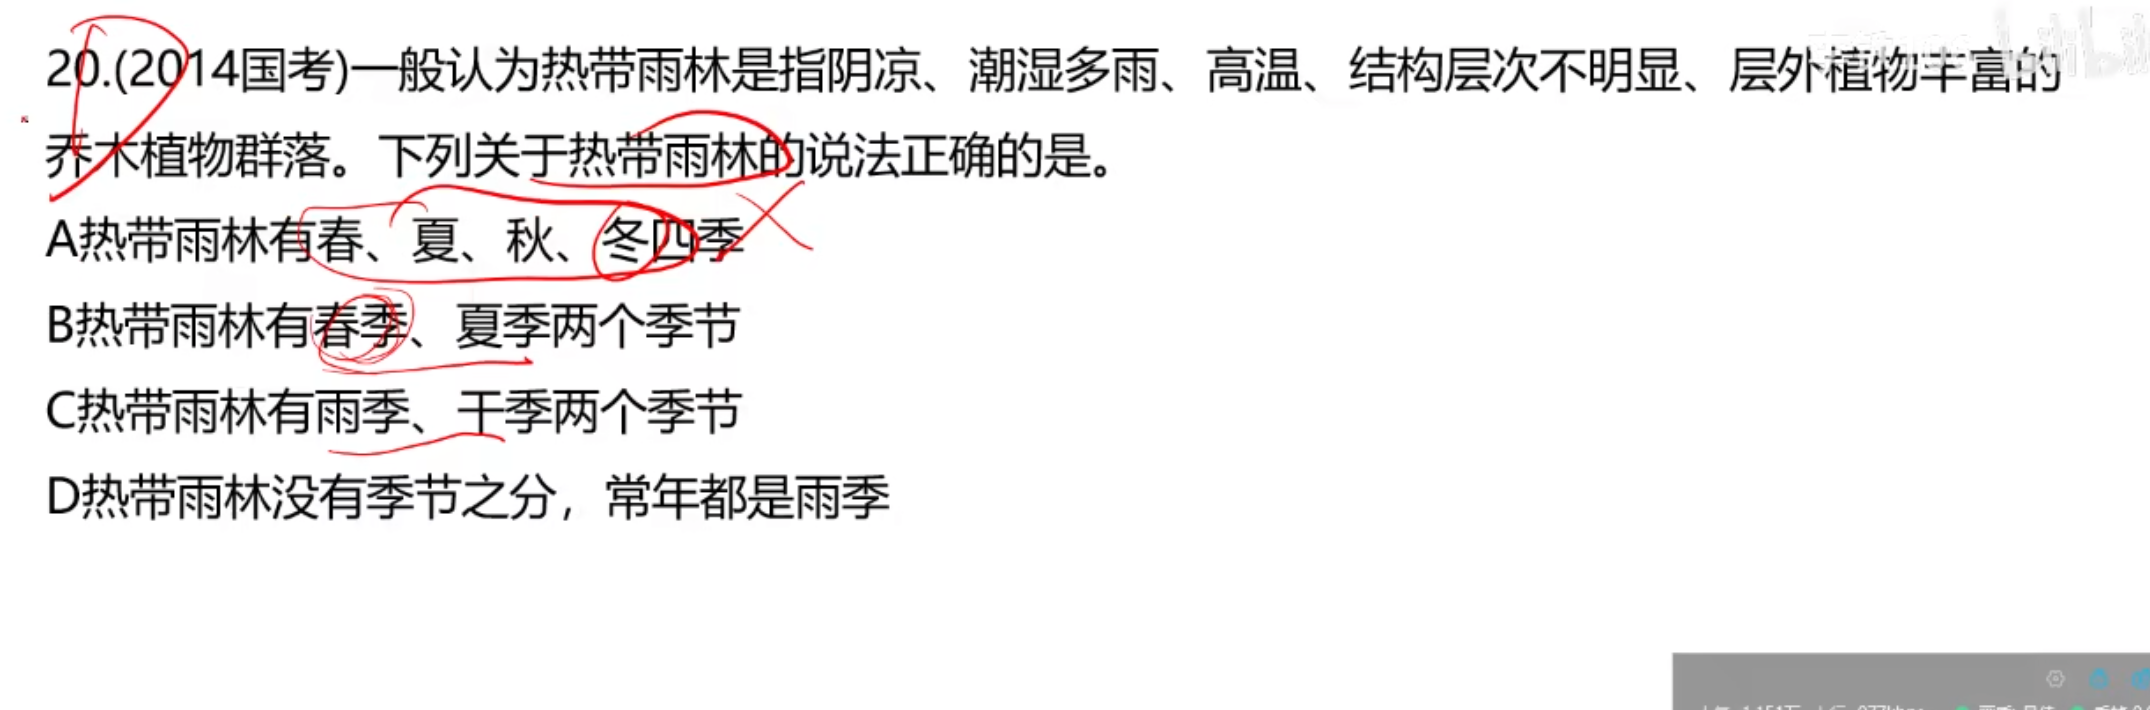 20.(2014国考)一般认为热带雨林是指阴凉、潮湿多雨、高温、结构层次不明显、层外植物丰富的
乔木植物群落。下列关于热带雨林的说法正确的是。
A热带雨林有春、夏、秋、冬四季
B热带雨林有春季、夏季两个季节
C热带雨林有雨季、干季两个季节
D热带雨林没有季节之分，常年都是雨季